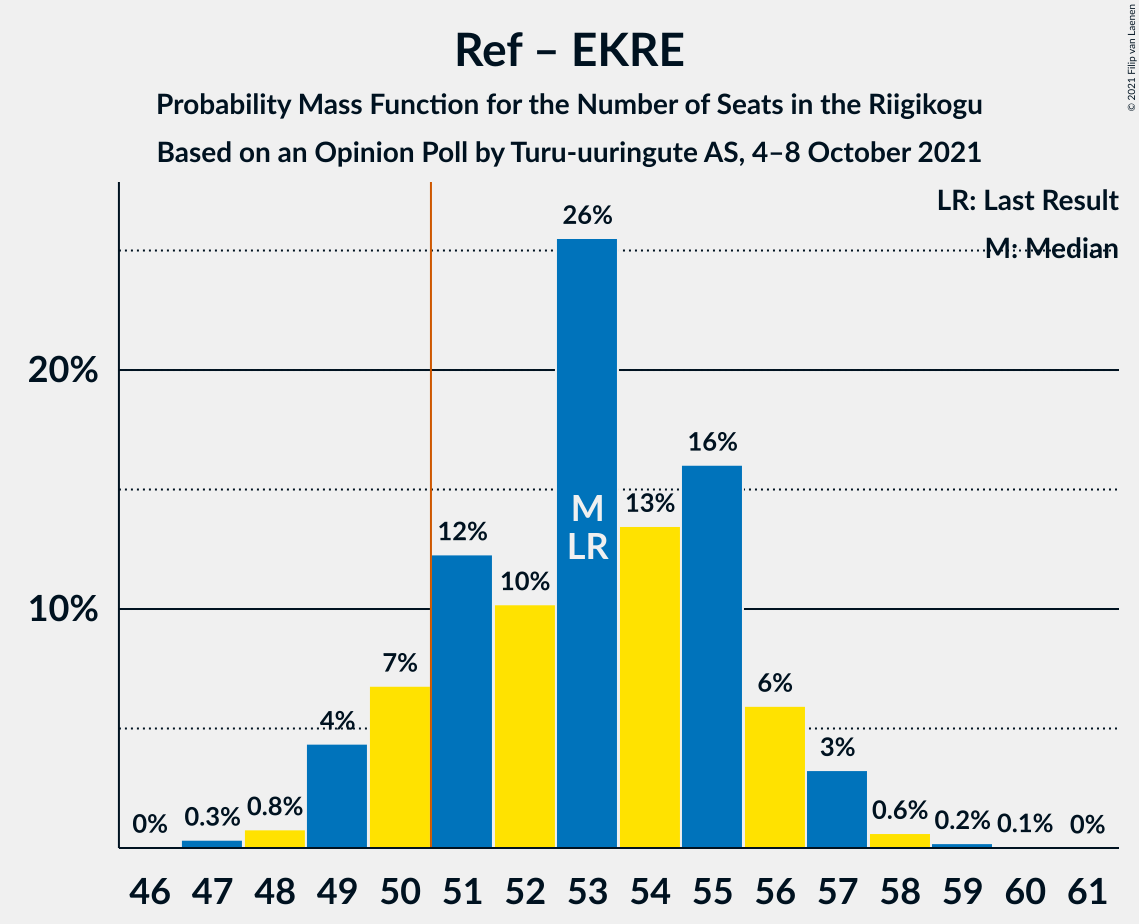 Ref – EKRE
Probability Mass Function for the Number of Seats in the Riigikogu
Based on an Opinion Poll by Turu-uuringute AS, 4–8 October 2021
© 2021 Filip van Laenen
LR: Last Result
M: Median
20%
10%
0%
0.3%
0.8%
4%
7%
12%
10%
26%
M
LR
13%
16%
6%
3%
0.6%
0.2%
0.1%
0%
46 47 48 49 50 51 52 53 54 55 56 57 58 59 60 61